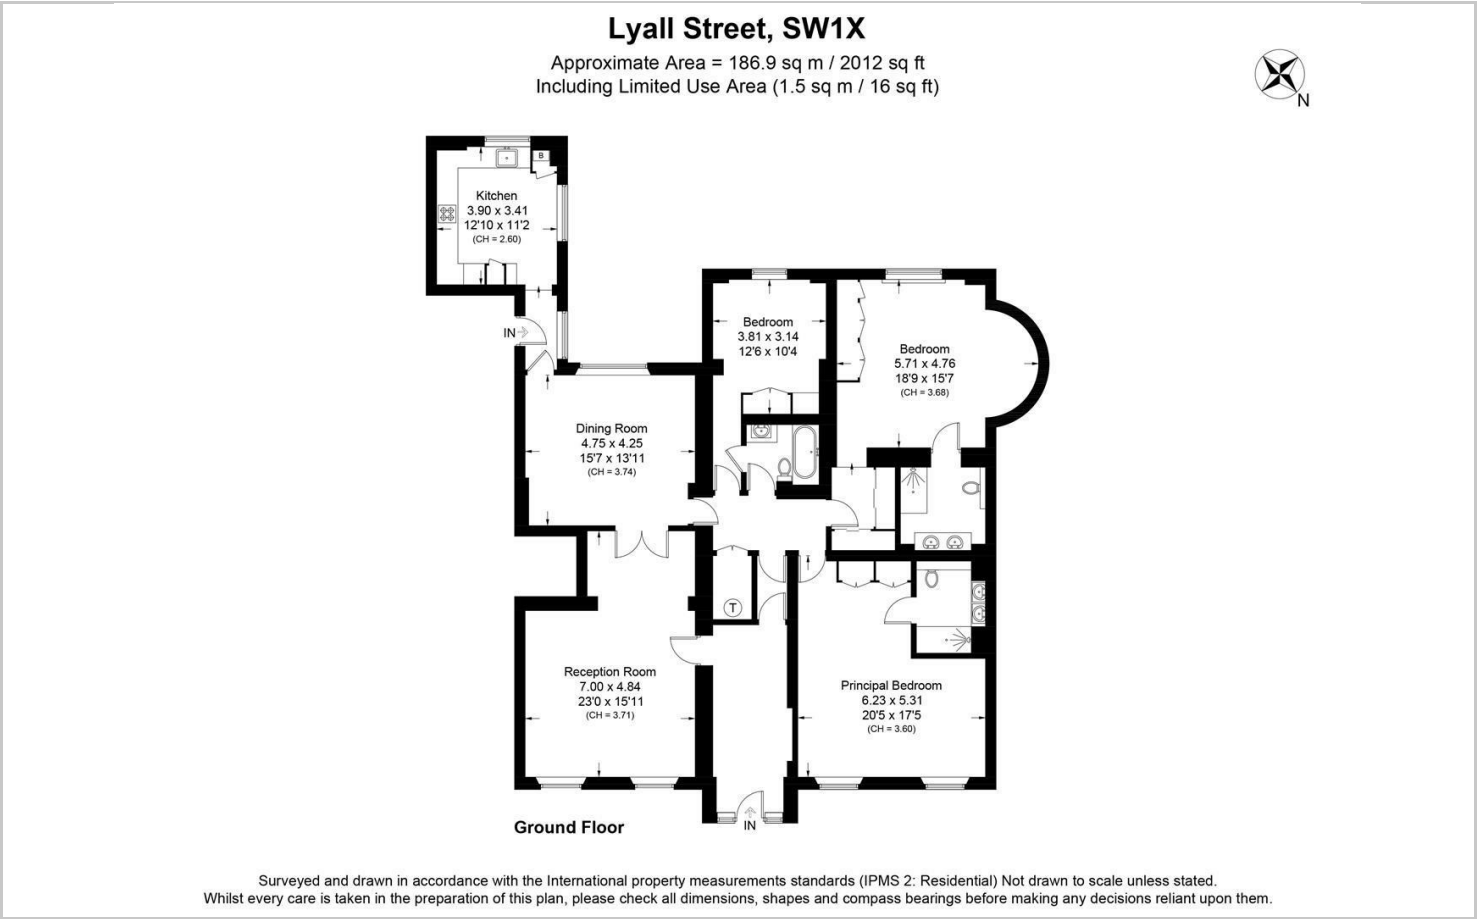 Lyall Street, SW1X
Approximate Area = 186.9 sq m / 2012 sq ft
Including Limited Use Area (1.5 sq m / 16 sq ft)
N
B
Kitchen
3.90 x 3.41
12'10 x 11'2
(CH = 2.60)
IN
Bedroom
3.81 x 3.14
12'6 x 10'4
Bedroom
5.71 x 4.76
18'9 x 15'7
(CH = 3.68)
Dining Room
4.75 x 4.25
15'7 x 13'11
(CH = 3.74)
T
Reception Room
7.00 x 4.84
23'0 x 15'11
(CH = 3.71)
Principal Bedroom
6.23 x 5.31
20'5 x 17'5
(CH = 3.60)
IN
Ground Floor
Surveyed and drawn in accordance with the International property measurements standards (IPMS 2: Residential) Not drawn to scale unless stated.
Whilst every care is taken in the preparation of this plan, please check all dimensions, shapes and compass bearings before making any decisions reliant upon them.